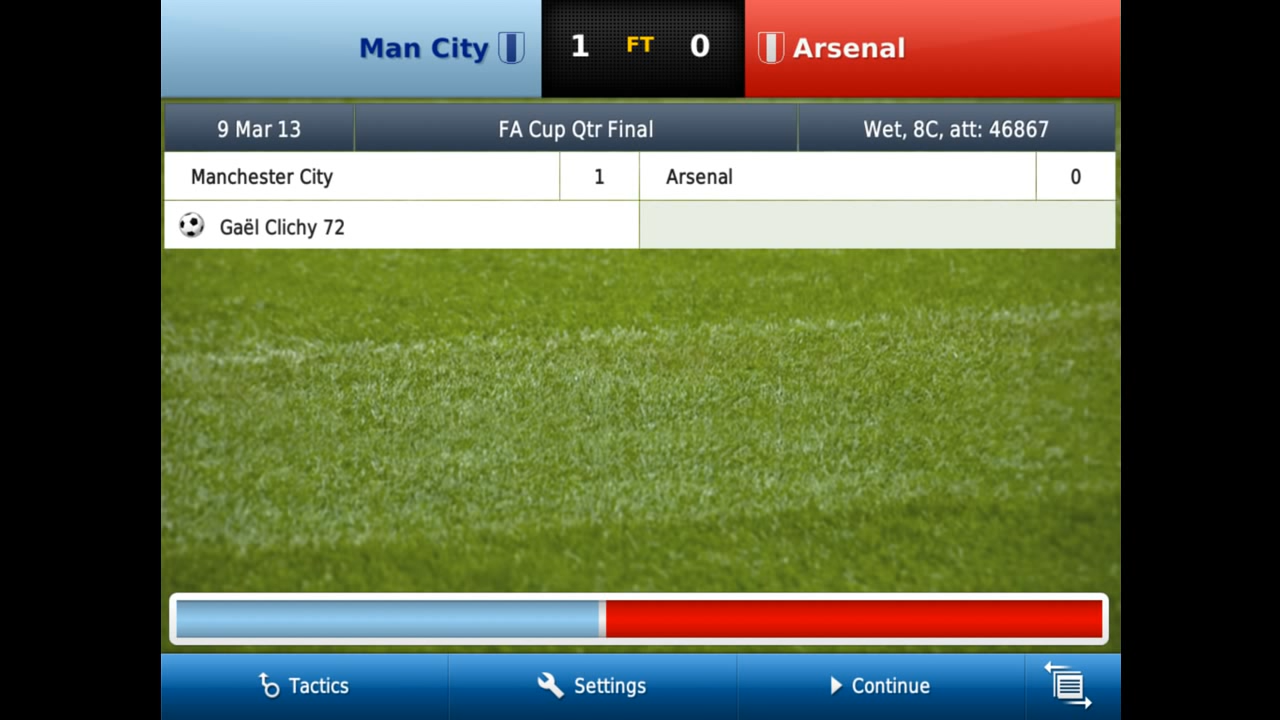 Man City 1 FT 0 Arsenal
9 Mar 13 FA Cup Qtr Final Wet, 8C, att: 46867
Manchester City 1 Arsenal 0
Gaël Clichy 72
Tactics Settings Continue